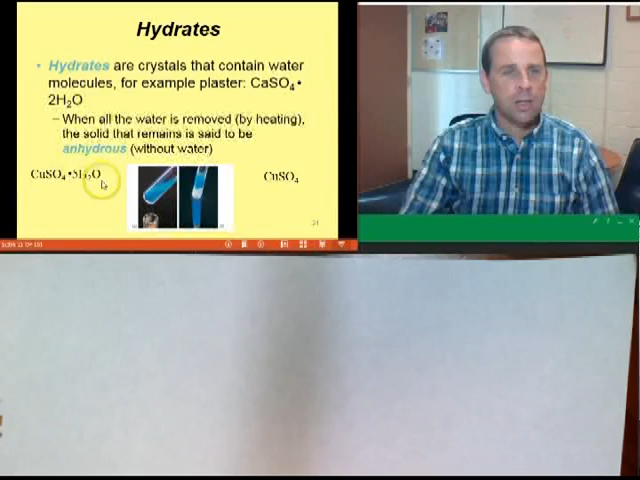 Hydrates
• Hydrates are crystals that contain water
molecules, for example plaster: CaSO₄•
2H₂O
– When all the water is removed (by heating),
the solid that remains is said to be
anhydrous (without water)
CuSO₄•5H₂O
CuSO₄